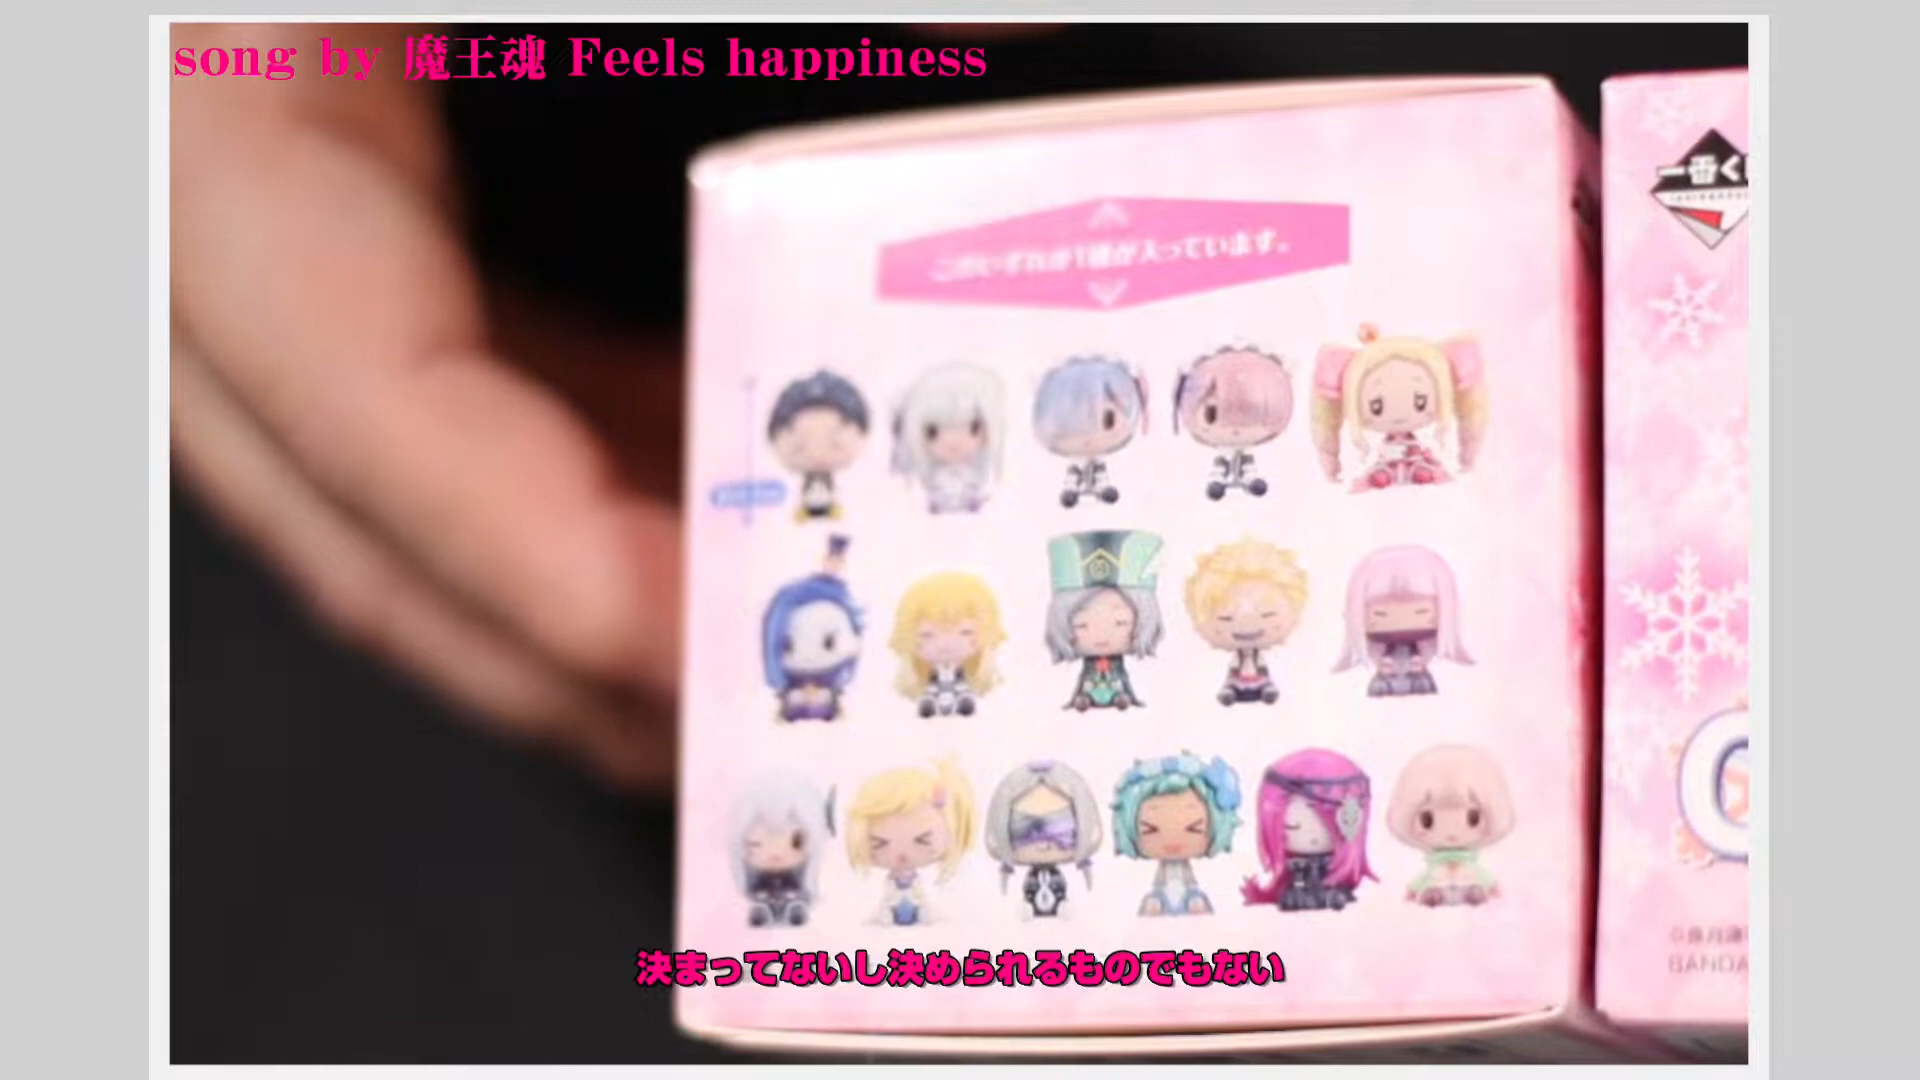 song by 魔王魂 Feels happiness
一番く
このいずれか1種が入っています。
決まってないし決められるものでもない
BANDA